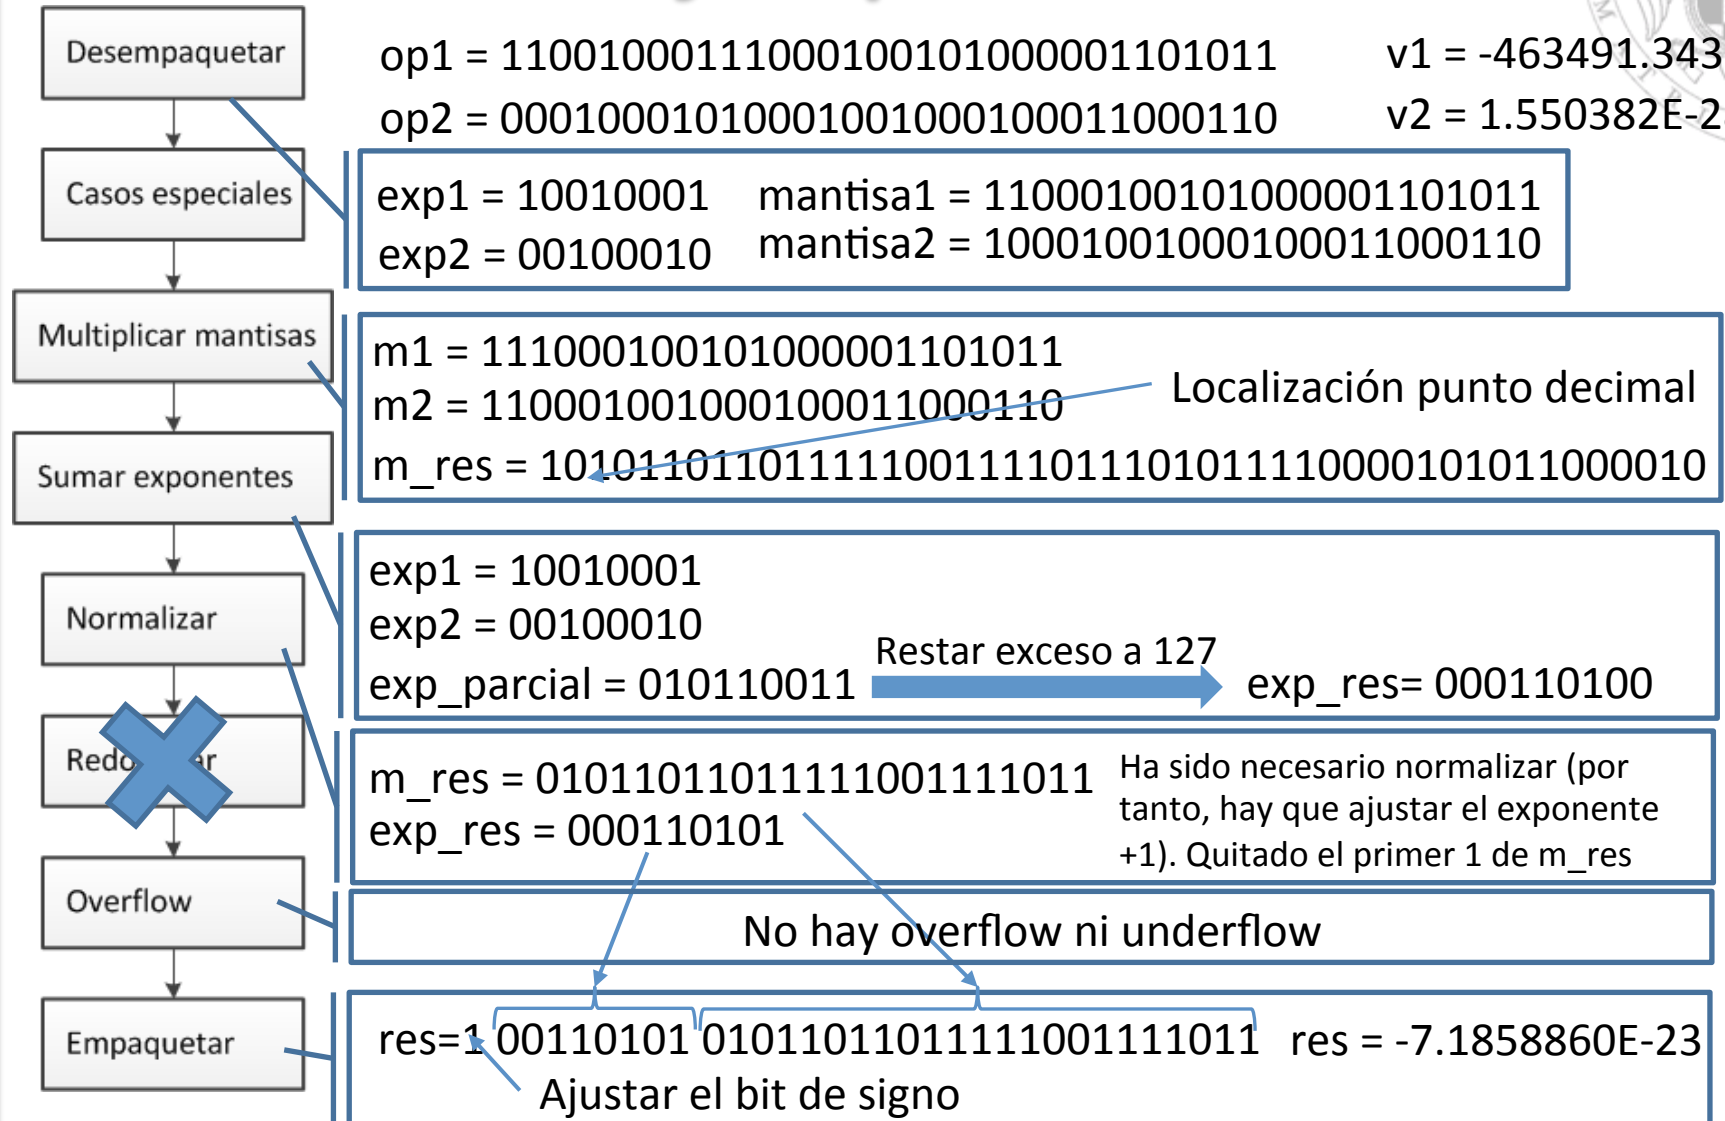 Desempaquetar
op1 = 11001000111000100101000001101011
v1 = -463491.343
op2 = 00010001010001001000100011000110
v2 = 1.550382E-2
Casos especiales
exp1 = 10010001
mantisa1 = 11000100101000001101011
exp2 = 00100010
mantisa2 = 10001001000100011000110
Multiplicar mantisas
m1 = 111000100101000001101011
m2 = 110001001000100011000110
Localización punto decimal
m_res = 101011011011111001111011101011110000101011000010
Sumar exponentes
exp1 = 10010001
exp2 = 00100010
exp_parcial = 010110011
Restar exceso a 127
exp_res= 000110100
Normalizar
m_res = 01011011011111001111011
exp_res = 000110101
Ha sido necesario normalizar (por
tanto, hay que ajustar el exponente
+1). Quitado el primer 1 de m_res
Overflow
No hay overflow ni underflow
Empaquetar
res=1 00110101 01011011011111001111011
res = -7.1858860E-23
Ajustar el bit de signo